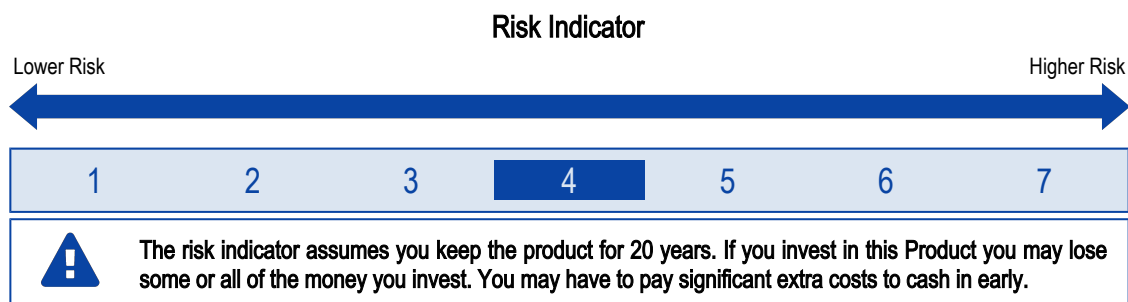 Risk Indicator
Lower Risk
Higher Risk
1 2 3 4 5 6 7
The risk indicator assumes you keep the product for 20 years. If you invest in this Product you may lose
some or all of the money you invest. You may have to pay significant extra costs to cash in early.